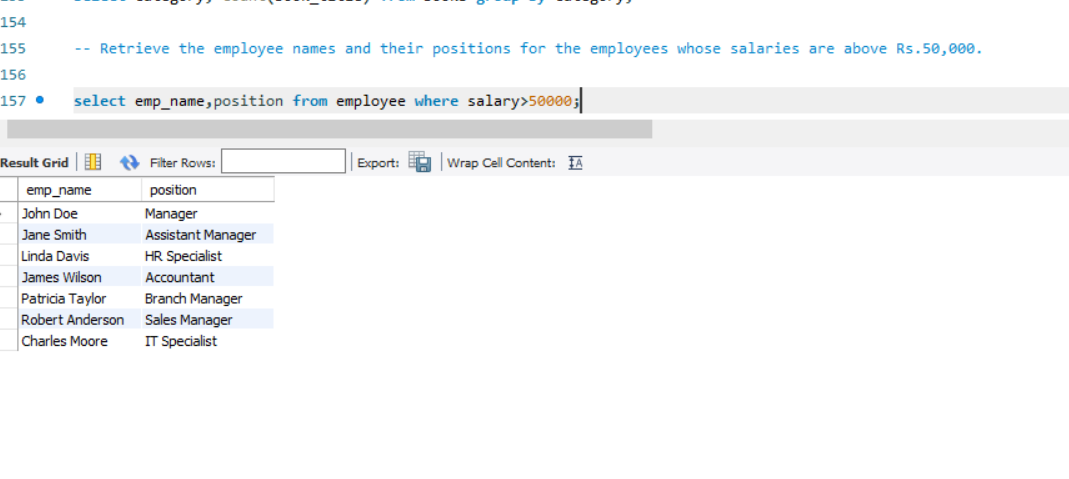 154
155 -- Retrieve the employee names and their positions for the employees whose salaries are above Rs.50,000.
156
157 select emp_name,position from employee where salary>50000;
Result Grid Filter Rows: Export: Wrap Cell Content:
emp_name position
John Doe Manager
Jane Smith Assistant Manager
Linda Davis HR Specialist
James Wilson Accountant
Patricia Taylor Branch Manager
Robert Anderson Sales Manager
Charles Moore IT Specialist